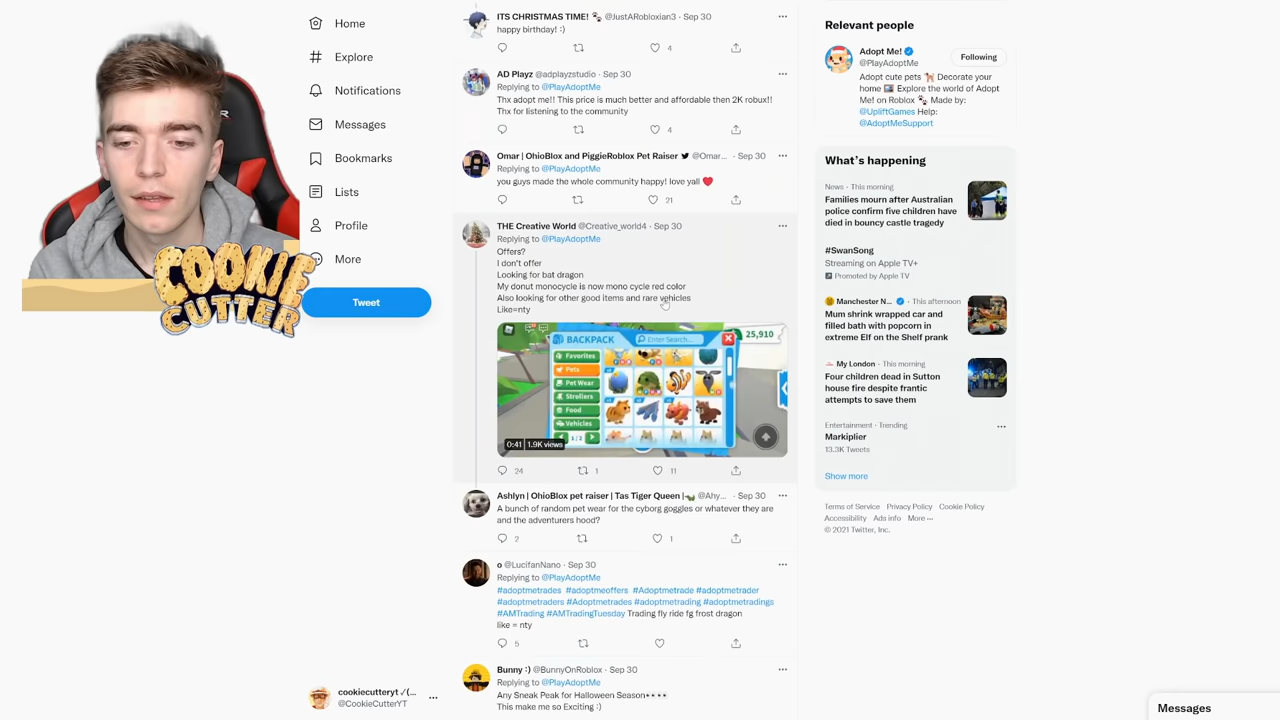 Home
Explore
Notifications
Messages
Bookmarks
Lists
Profile
More
Tweet
COOKIE
CUTTER
cookiecutteryt ✓(...
@CookieCutterYT
ITS CHRISTMAS TIME! 🐾 @JustARobloxian3 · Sep 30
happy birthday! :)
4
AD Playz @adplayzstudio · Sep 30
Replying to @PlayAdoptMe
Thx adopt me!! This price is much better and affordable then 2K robux!!
Thx for listening to the community
4
Omar | OhioBlox and PiggieRoblox Pet Raiser @Omar... · Sep 30
Replying to @PlayAdoptMe
you guys made the whole community happy! love yall ❤️
21
THE Creative World @Creative_world4 · Sep 30
Replying to @PlayAdoptMe
Offers?
I don't offer
Looking for bat dragon
My donut monocycle is now mono cycle red color
Also looking for other good items and rare vehicles
Like=nty
25,910
BACKPACK
Enter Search...
Favorites
Pets
Pet Wear
Strollers
Food
Vehicles
1/2
0:41 1.9K views
24 1 11
Ashlyn | OhioBlox pet raiser | Tas Tiger Queen | @Ahy... · Sep 30
A bunch of random pet wear for the cyborg goggles or whatever they are
and the adventurers hood?
2 1
o @LucifanNano · Sep 30
Replying to @PlayAdoptMe
#adoptmetrades #adoptmeoffers #Adoptmetrade #adoptmetrader
#adoptmetraders #Adoptmetrades #adoptmetrading #adoptmetradings
#AMTrading #AMTradingTuesday Trading fly ride fg frost dragon
like = nty
5
Bunny :) @BunnyOnRoblox · Sep 30
Replying to @PlayAdoptMe
Any Sneak Peak for Halloween Season👀👀
This make me so Exciting :)
Relevant people
Adopt Me!
@PlayAdoptMe
Following
Adopt cute pets 🐕 Decorate your
home 🖼 Explore the world of Adopt
Me! on Roblox 🐾 Made by:
@UpliftGames Help:
@AdoptMeSupport
What's happening
News · This morning
Families mourn after Australian
police confirm five children have
died in bouncy castle tragedy
#SwanSong
Streaming on Apple TV+
Promoted by Apple TV
Manchester N... · This afternoon
Mum shrink wrapped car and
filled bath with popcorn in
extreme Elf on the Shelf prank
My London · This morning
Four children dead in Sutton
house fire despite frantic
attempts to save them
Entertainment · Trending
Markiplier
13.3K Tweets
Show more
Terms of Service Privacy Policy Cookie Policy
Accessibility Ads info More ···
© 2021 Twitter, Inc.
Messages